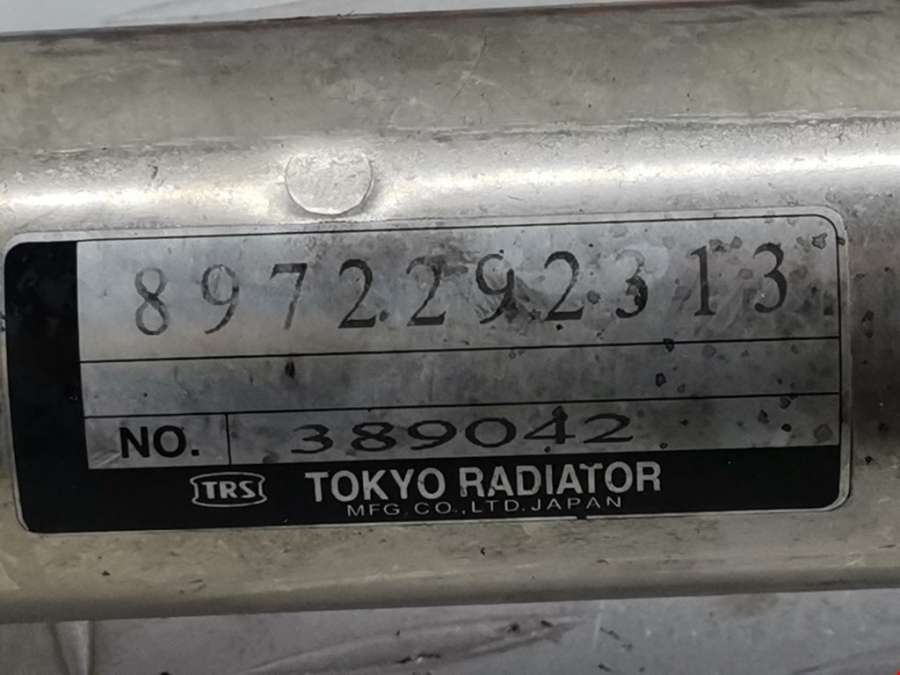 8972292313
NO. 389042
TRS TOKYO RADIATOR
MFG. CO., LTD. JAPAN